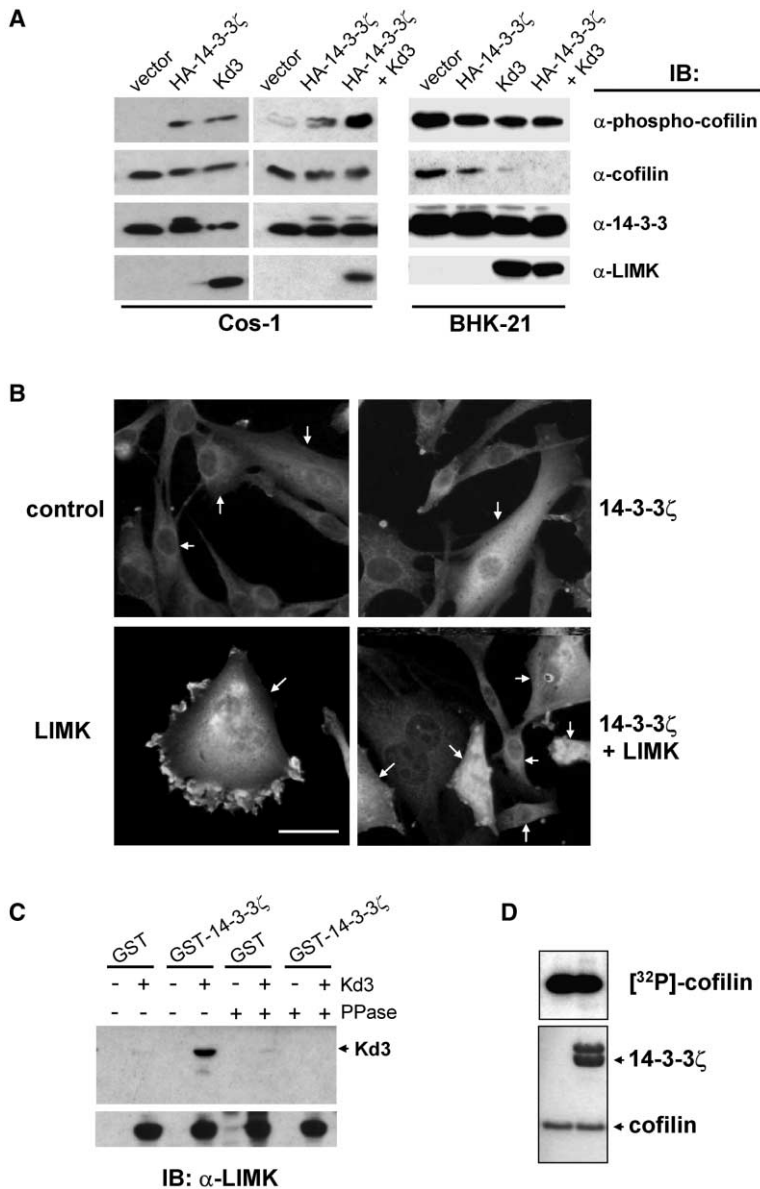 A
vector
HA-14-3-3ζ
Kd3
vector
HA-14-3-3ζ
HA-14-3-3ζ
+ Kd3
vector
HA-14-3-3ζ
Kd3
HA-14-3-3ζ
+ Kd3
IB:
α-phospho-cofilin
α-cofilin
α-14-3-3
α-LIMK
Cos-1
BHK-21
B
control
14-3-3ζ
LIMK
14-3-3ζ
+ LIMK
C
GST
GST-14-3-3ζ
GST
GST-14-3-3ζ
- + - + - + - + Kd3
- - - - + + + + PPase
Kd3
IB: α-LIMK
D
[32P]-cofilin
14-3-3ζ
cofilin